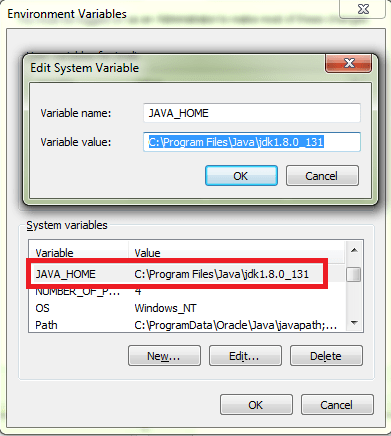 Environment Variables
Edit System Variable
Variable name: JAVA_HOME
Variable value: C:\Program Files\Java\jdk1.8.0_131
OK Cancel
System variables
Variable Value
JAVA_HOME C:\Program Files\Java\jdk1.8.0_131
NUMBER_OF_P... 4
OS Windows_NT
Path C:\ProgramData\Oracle\Java\javapath;...
New... Edit... Delete
OK Cancel